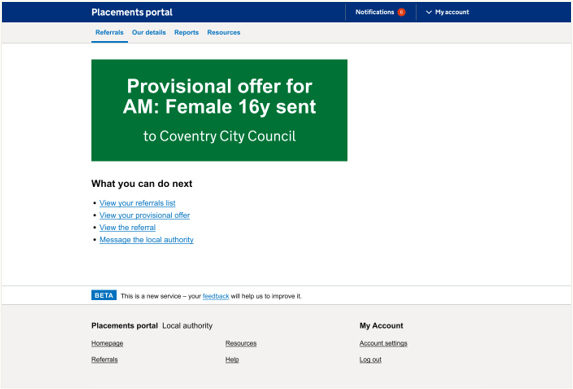 Placements portal
Notifications 6
My account
Referrals Our details Reports Resources
Provisional offer for
AM: Female 16y sent
to Coventry City Council
What you can do next
• View your referrals list
• View your provisional offer
• View the referral
• Message the local authority
BETA This is a new service – your feedback will help us to improve it.
Placements portal Local authority
My Account
Homepage Resources Account settings
Referrals Help Log out